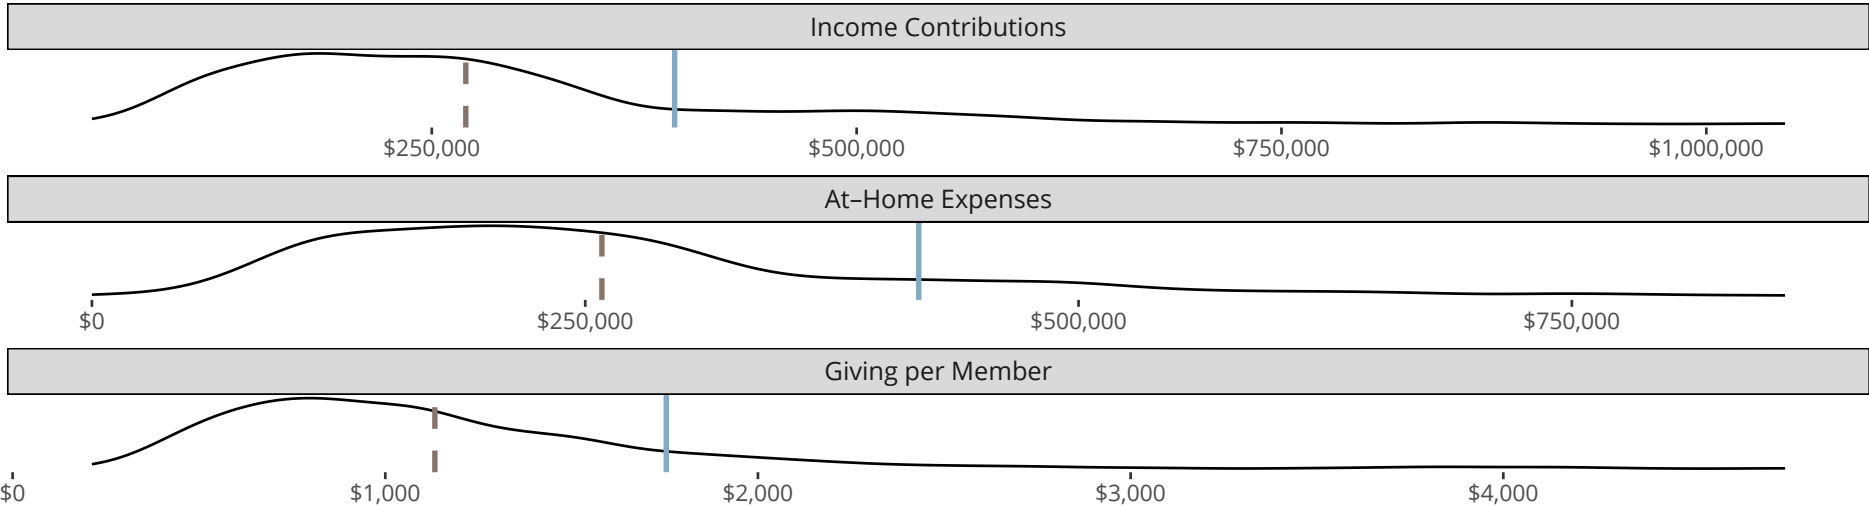 Income Contributions
$250,000 $500,000 $750,000 $1,000,000
At–Home Expenses
$0 $250,000 $500,000 $750,000
Giving per Member
$0 $1,000 $2,000 $3,000 $4,000